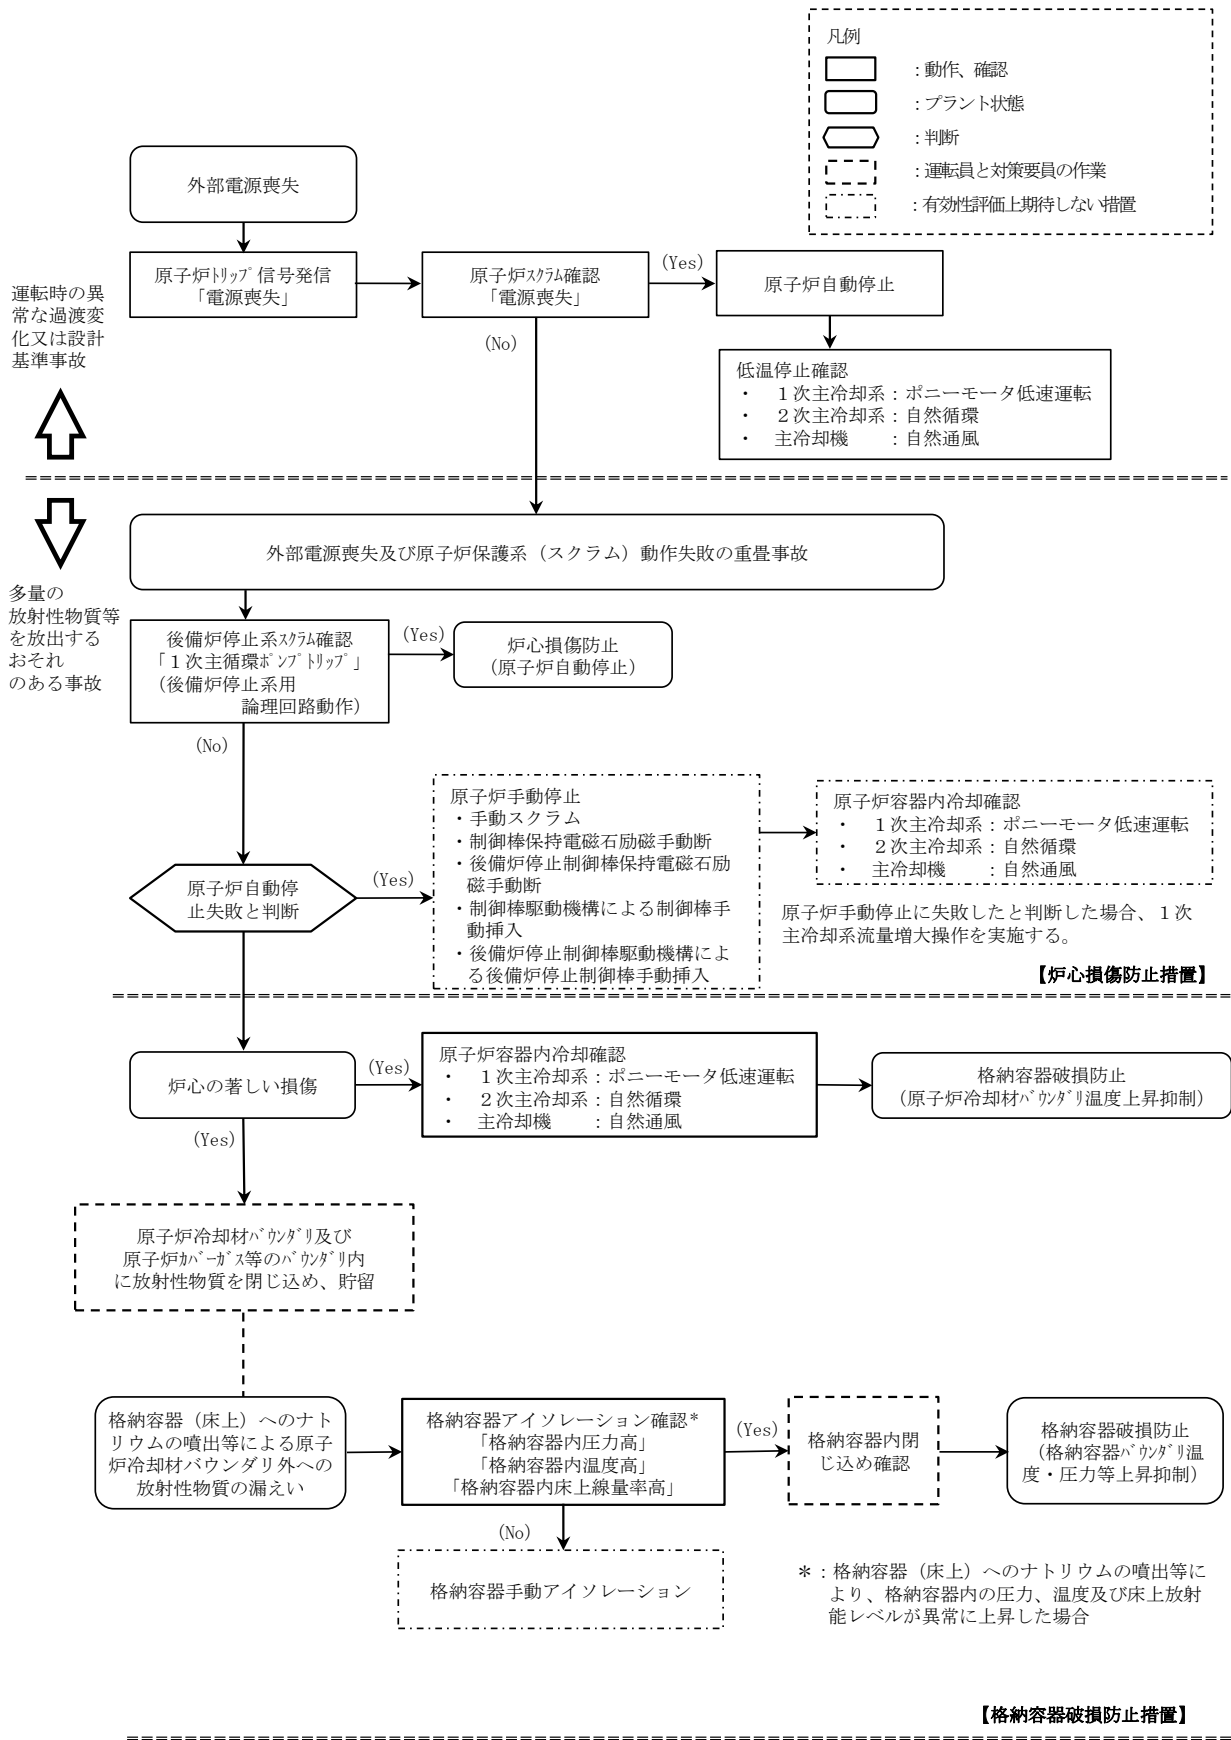 凡例
：動作、確認
：プラント状態
：判断
：運転員と対策要員の作業
：有効性評価上期待しない措置
外部電源喪失
原子炉ﾄﾘｯﾌﾟ信号発信
「電源喪失」
原子炉ｽｸﾗﾑ確認
「電源喪失」
(Yes)
原子炉自動停止
(No)
運転時の異
常な過渡変
化又は設計
基準事故
低温停止確認
・　１次主冷却系：ポニーモータ低速運転
・　２次主冷却系：自然循環
・　主冷却機　　：自然通風
外部電源喪失及び原子炉保護系（スクラム）動作失敗の重畳事故
多量の
放射性物質等
を放出する
おそれ
のある事故
後備炉停止系ｽｸﾗﾑ確認
「１次主循環ﾎﾟﾝﾌﾟﾄﾘｯﾌﾟ」
（後備炉停止系用
論理回路動作）
(Yes)
炉心損傷防止
（原子炉自動停止）
(No)
原子炉自動停
止失敗と判断
(Yes)
原子炉手動停止
・手動スクラム
・制御棒保持電磁石励磁手動断
・後備炉停止制御棒保持電磁石励
磁手動断
・制御棒駆動機構による制御棒手
動挿入
・後備炉停止制御棒駆動機構によ
る後備炉停止制御棒手動挿入
原子炉容器内冷却確認
・　１次主冷却系：ポニーモータ低速運転
・　２次主冷却系：自然循環
・　主冷却機　　：自然通風
原子炉手動停止に失敗したと判断した場合、１次
主冷却系流量増大操作を実施する。
【炉心損傷防止措置】
炉心の著しい損傷
(Yes)
原子炉容器内冷却確認
・　１次主冷却系：ポニーモータ低速運転
・　２次主冷却系：自然循環
・　主冷却機　　：自然通風
格納容器破損防止
（原子炉冷却材ﾊﾞｳﾝﾀﾞﾘ温度上昇抑制）
(Yes)
原子炉冷却材ﾊﾞｳﾝﾀﾞﾘ及び
原子炉ｶﾊﾞｰｶﾞｽ等のﾊﾞｳﾝﾀﾞﾘ内
に放射性物質を閉じ込め、貯留
格納容器（床上）へのナト
リウムの噴出等による原子
炉冷却材バウンダリ外への
放射性物質の漏えい
格納容器アイソレーション確認*
「格納容器内圧力高」
「格納容器内温度高」
「格納容器内床上線量率高」
(Yes)
格納容器内閉
じ込め確認
格納容器破損防止
（格納容器ﾊﾞｳﾝﾀﾞﾘ温
度・圧力等上昇抑制）
(No)
格納容器手動アイソレーション
＊：格納容器（床上）へのナトリウムの噴出等に
より、格納容器内の圧力、温度及び床上放射
能レベルが異常に上昇した場合
【格納容器破損防止措置】